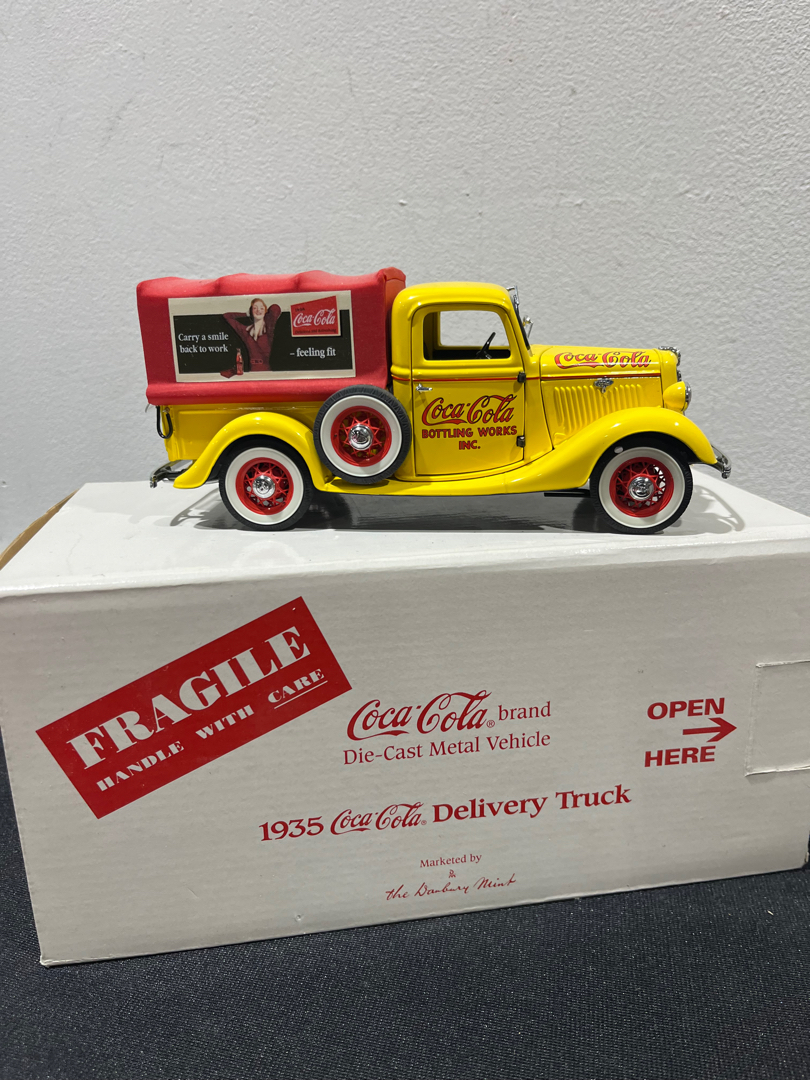 Carry a smile
back to work
Coca-Cola
– feeling fit
Coca-Cola
Coca-Cola
BOTTLING WORKS
INC.
FRAGILE
HANDLE WITH CARE
Coca-Cola® brand
Die-Cast Metal Vehicle
OPEN
HERE
1935 Coca-Cola® Delivery Truck
Marketed by
the Danbury Mint